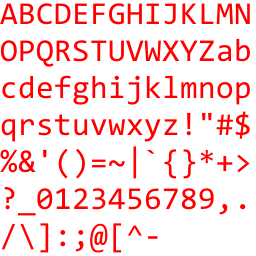 ABCDEFGHIJKLMN
OPQRSTUVWXYZab
cdefghijklmnop
qrstuvwxyz!"#$
%&'()=~|`{}*+>
?_0123456789,.
/\]:;@[^-